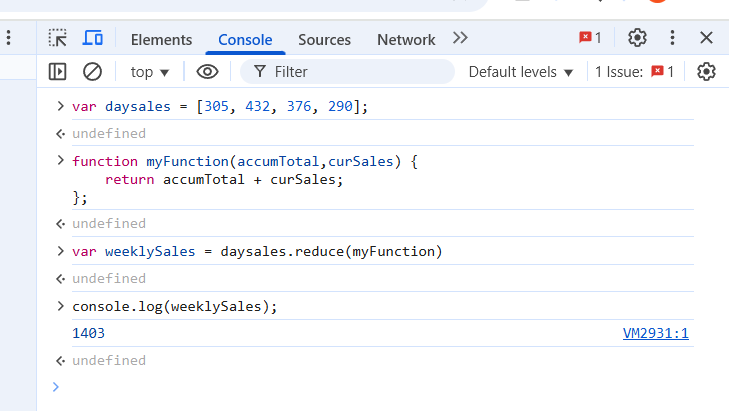 Elements Console Sources Network 1
top Filter Default levels 1 Issue: 1
var daysales = [305, 432, 376, 290];
undefined
function myFunction(accumTotal,curSales) {
    return accumTotal + curSales;
};
undefined
var weeklySales = daysales.reduce(myFunction)
undefined
console.log(weeklySales);
1403 VM2931:1
undefined